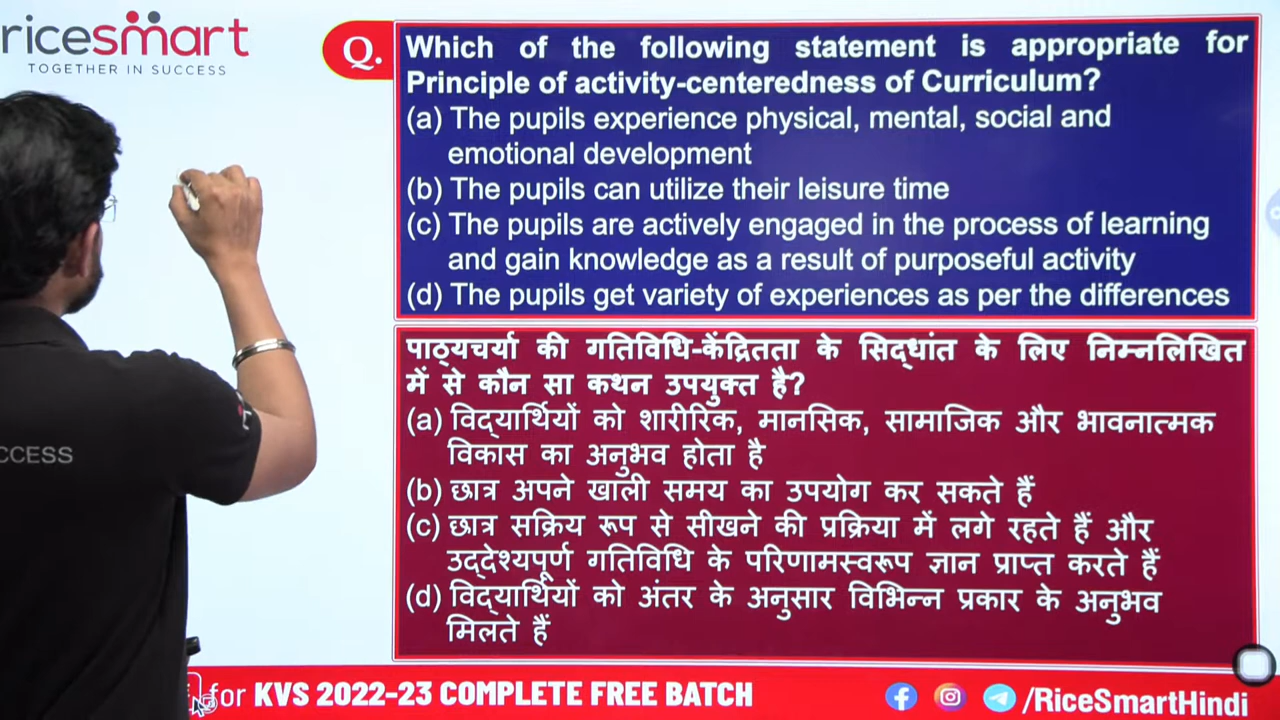 ricesmart
TOGETHER IN SUCCESS
Q.
Which of the following statement is appropriate for
Principle of activity-centeredness of Curriculum?
(a) The pupils experience physical, mental, social and
emotional development
(b) The pupils can utilize their leisure time
(c) The pupils are actively engaged in the process of learning
and gain knowledge as a result of purposeful activity
(d) The pupils get variety of experiences as per the differences
पाठ्यचर्या की गतिविधि-केंद्रितता के सिद्धांत के लिए निम्नलिखित
में से कौन सा कथन उपयुक्त है?
(a) विद्यार्थियों को शारीरिक, मानसिक, सामाजिक और भावनात्मक
विकास का अनुभव होता है
(b) छात्र अपने खाली समय का उपयोग कर सकते हैं
(c) छात्र सक्रिय रूप से सीखने की प्रक्रिया में लगे रहते हैं और
उद्देश्यपूर्ण गतिविधि के परिणामस्वरूप ज्ञान प्राप्त करते हैं
(d) विद्यार्थियों को अंतर के अनुसार विभिन्न प्रकार के अनुभव
मिलते हैं
CCESS
for KVS 2022-23 COMPLETE FREE BATCH
/RiceSmartHindi